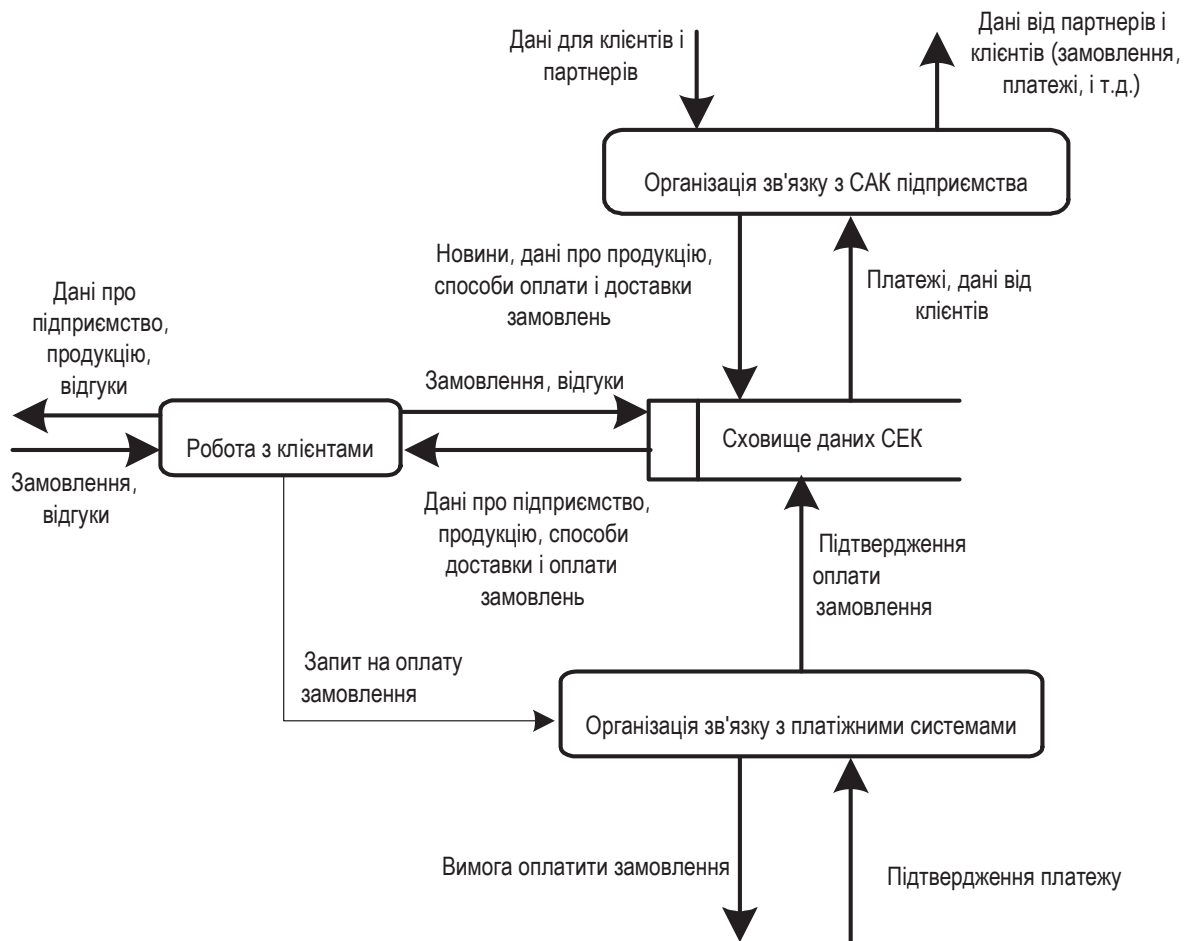 Дані для клієнтів і
партнерів
Дані від партнерів і
клієнтів (замовлення,
платежі, і т.д.)
Організація зв'язку з САК підприємства
Новини, дані про продукцію,
способи оплати і доставки
замовлень
Платежі, дані від
клієнтів
Дані про
підприємство,
продукцію,
відгуки
Замовлення, відгуки
Робота з клієнтами
Сховище даних СЕК
Замовлення,
відгуки
Дані про підприємство,
продукцію, способи
доставки і оплати
замовлень
Підтвердження
оплати
замовлення
Запит на оплату
замовлення
Організація зв'язку з платіжними системами
Вимога оплатити замовлення
Підтвердження платежу